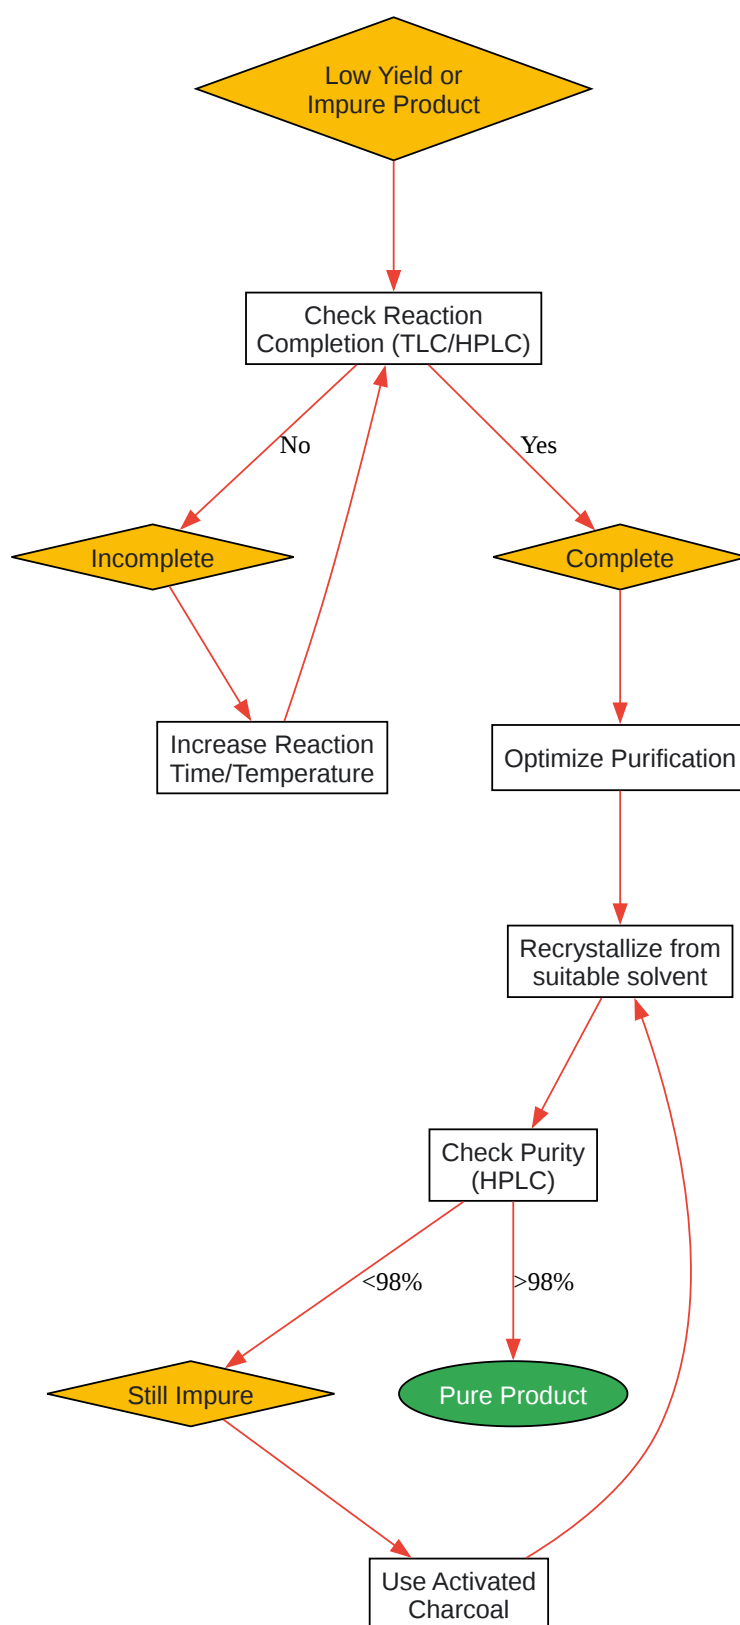 Low Yield or
Impure Product
Check Reaction
Completion (TLC/HPLC)
No
Yes
Incomplete
Complete
Increase Reaction
Time/Temperature
Optimize Purification
Recrystallize from
suitable solvent
Check Purity
(HPLC)
<98%
>98%
Still Impure
Pure Product
Use Activated
Charcoal